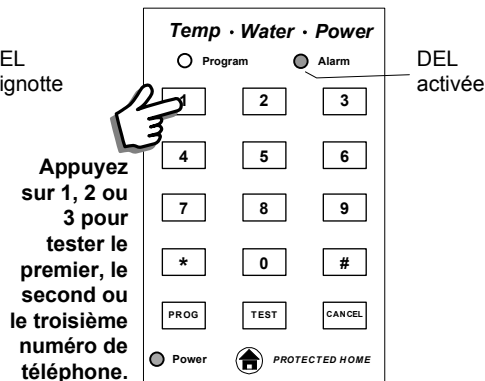 Temp · Water · Power
Program Alarm
EL
ignotte
DEL
activée
1 2 3
4 5 6
7 8 9
* 0 #
PROG TEST CANCEL
Power PROTECTED HOME
Appuyez
sur 1, 2 ou
3 pour
tester le
premier, le
second ou
le troisième
numéro de
téléphone.